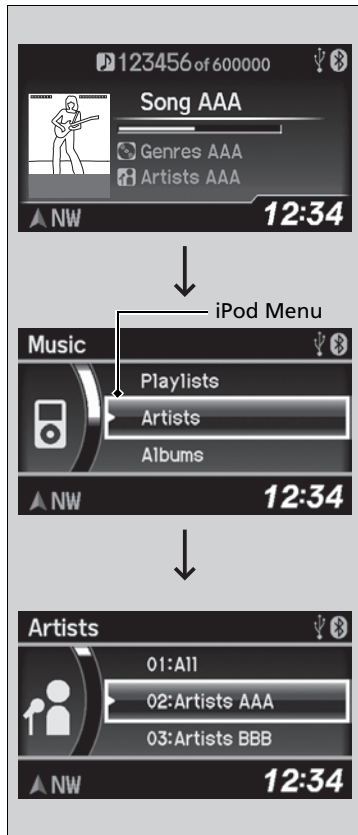 123456 of 600000
Song AAA
Genres AAA
Artists AAA
NW 12:34
iPod Menu
Music
Playlists
Artists
Albums
NW 12:34
Artists
01:All
02:Artists AAA
03:Artists BBB
NW 12:34